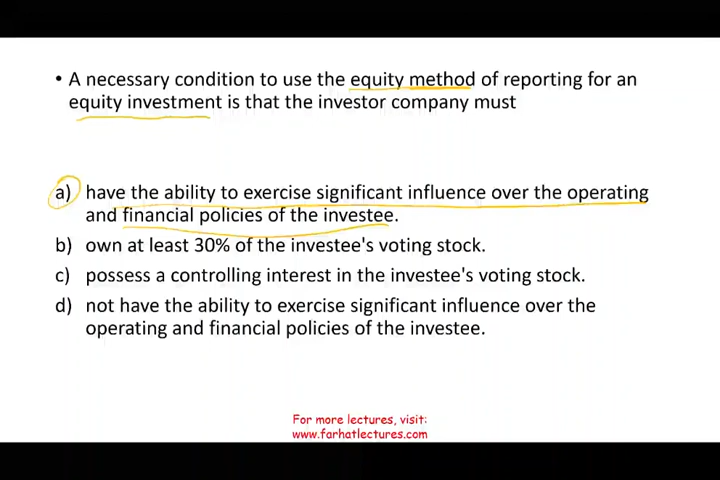 • A necessary condition to use the equity method of reporting for an
equity investment is that the investor company must
a) have the ability to exercise significant influence over the operating
and financial policies of the investee.
b) own at least 30% of the investee's voting stock.
c) possess a controlling interest in the investee's voting stock.
d) not have the ability to exercise significant influence over the
operating and financial policies of the investee.
For more lectures, visit:
www.farhatlectures.com